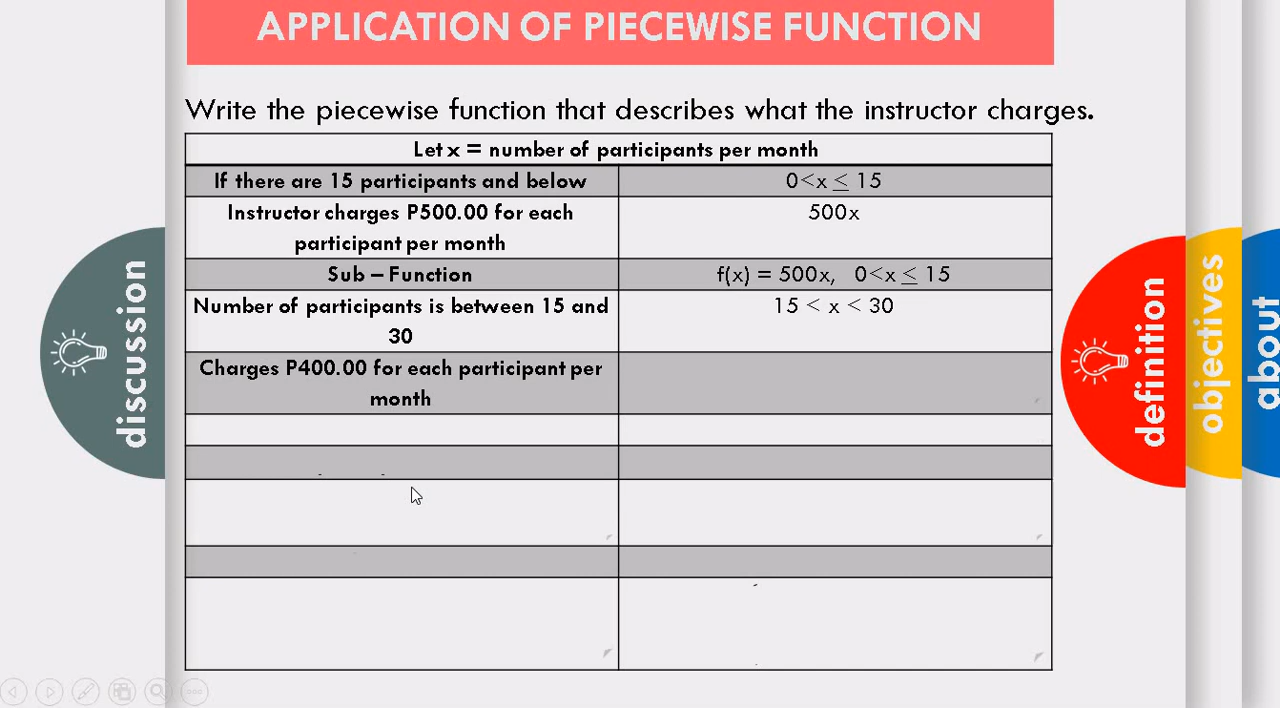 APPLICATION OF PIECEWISE FUNCTION
Write the piecewise function that describes what the instructor charges.
Let x = number of participants per month
If there are 15 participants and below
0<x ≤ 15
Instructor charges P500.00 for each
participant per month
500x
Sub – Function
f(x) = 500x, 0<x ≤ 15
Number of participants is between 15 and
30
15 < x < 30
Charges P400.00 for each participant per
month
discussion
definition
objectives
about